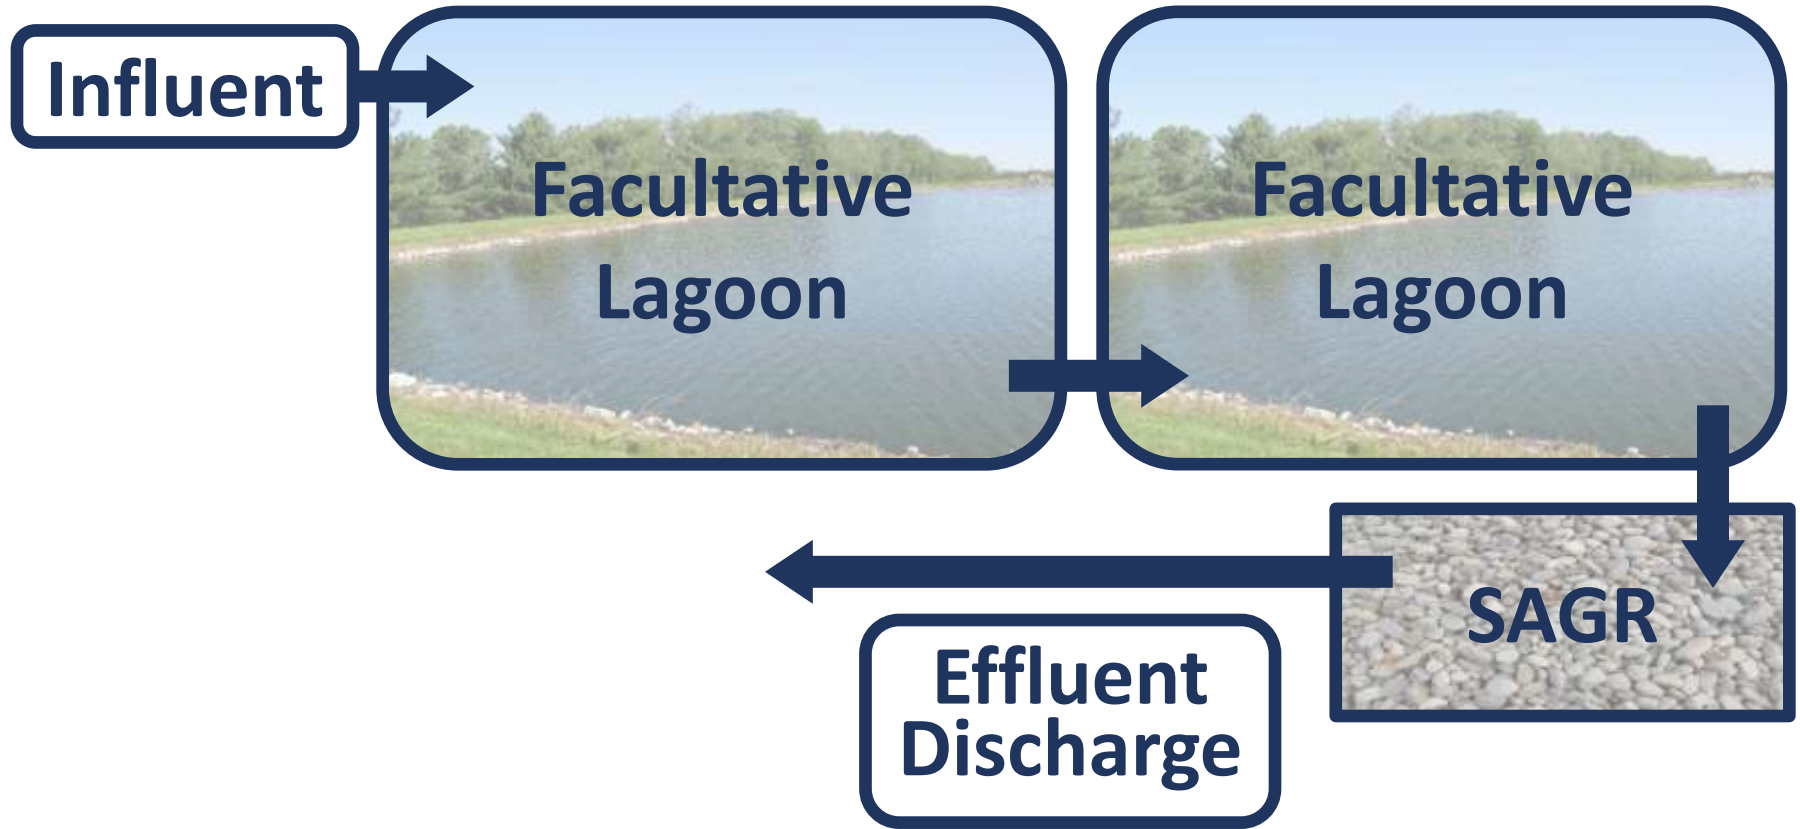 Influent
Facultative
Lagoon
Facultative
Lagoon
SAGR
Effluent
Discharge